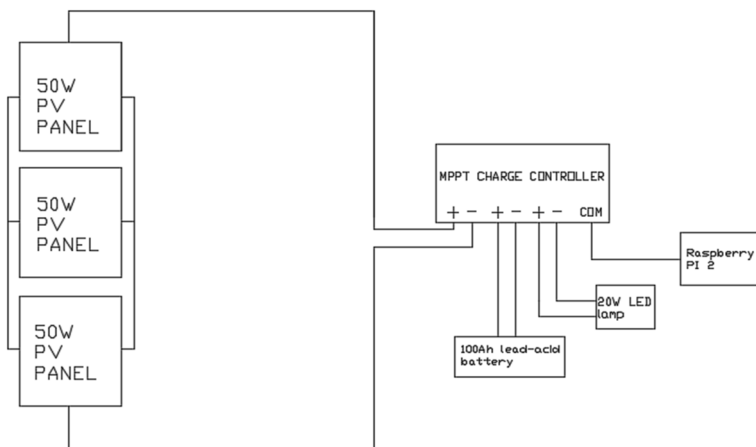 50W
PV
PANEL
50W
PV
PANEL
50W
PV
PANEL
MPPT CHARGE CONTROLLER
+ - + - + - COM
Raspberry
PI 2
20W LED
lamp
100Ah lead-acid
battery